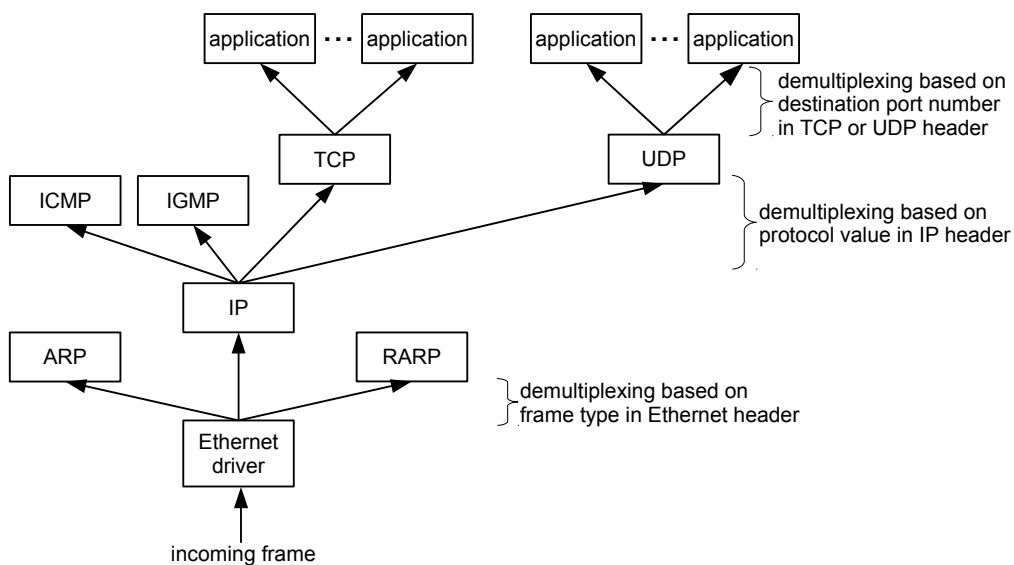 application ... application
application ... application
demultiplexing based on
destination port number
in TCP or UDP header
TCP
UDP
ICMP
IGMP
demultiplexing based on
protocol value in IP header
IP
ARP
RARP
demultiplexing based on
frame type in Ethernet header
Ethernet
driver
incoming frame